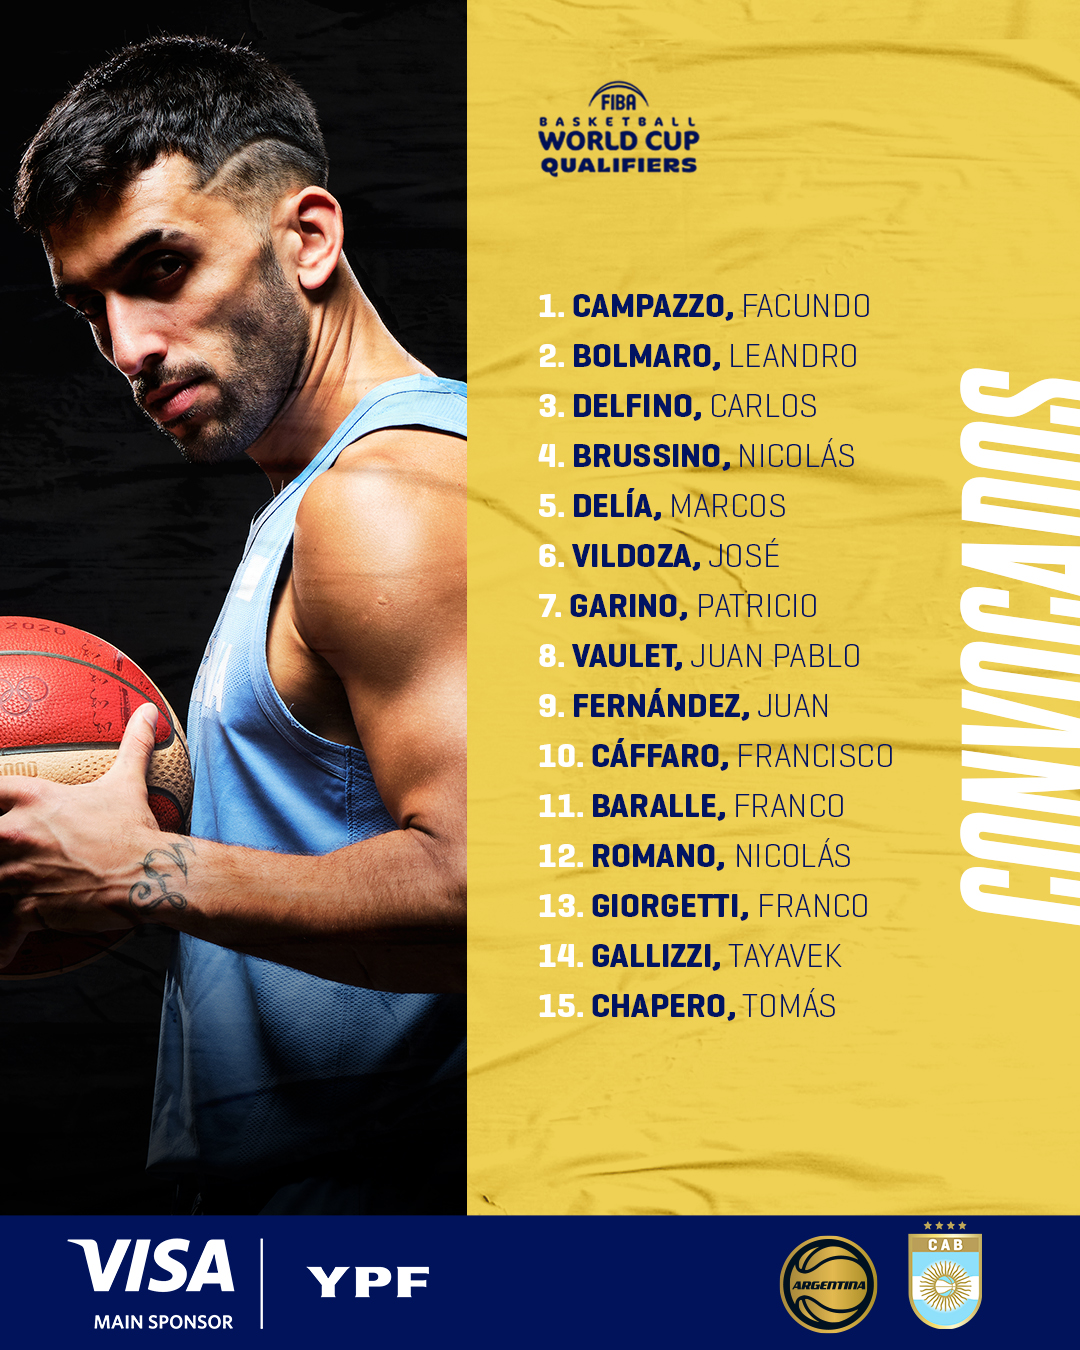 FIBA
BASKETBALL
WORLD CUP
QUALIFIERS
1. CAMPAZZO, FACUNDO
2. BOLMARO, LEANDRO
3. DELFINO, CARLOS
4. BRUSSINO, NICOLÁS
5. DELÍA, MARCOS
6. VILDOZA, JOSÉ
7. GARINO, PATRICIO
8. VAULET, JUAN PABLO
9. FERNÁNDEZ, JUAN
10. CÁFFARO, FRANCISCO
11. BARALLE, FRANCO
12. ROMANO, NICOLÁS
13. GIORGETTI, FRANCO
14. GALLIZZI, TAYAVEK
15. CHAPERO, TOMÁS
CONVOCADOS
2020
VISA
MAIN SPONSOR
YPF
ARGENTINA
CAB